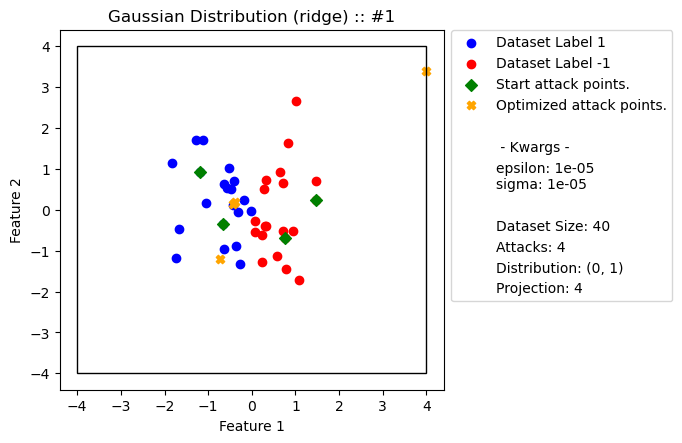 Gaussian Distribution (ridge) :: #1
Feature 2
4
3
2
1
0
−1
−2
−3
−4
−4
−3
−2
−1
0
1
2
3
4
Feature 1
Dataset Label 1
Dataset Label -1
Start attack points.
Optimized attack points.
- Kwargs -
epsilon: 1e-05
sigma: 1e-05
Dataset Size: 40
Attacks: 4
Distribution: (0, 1)
Projection: 4